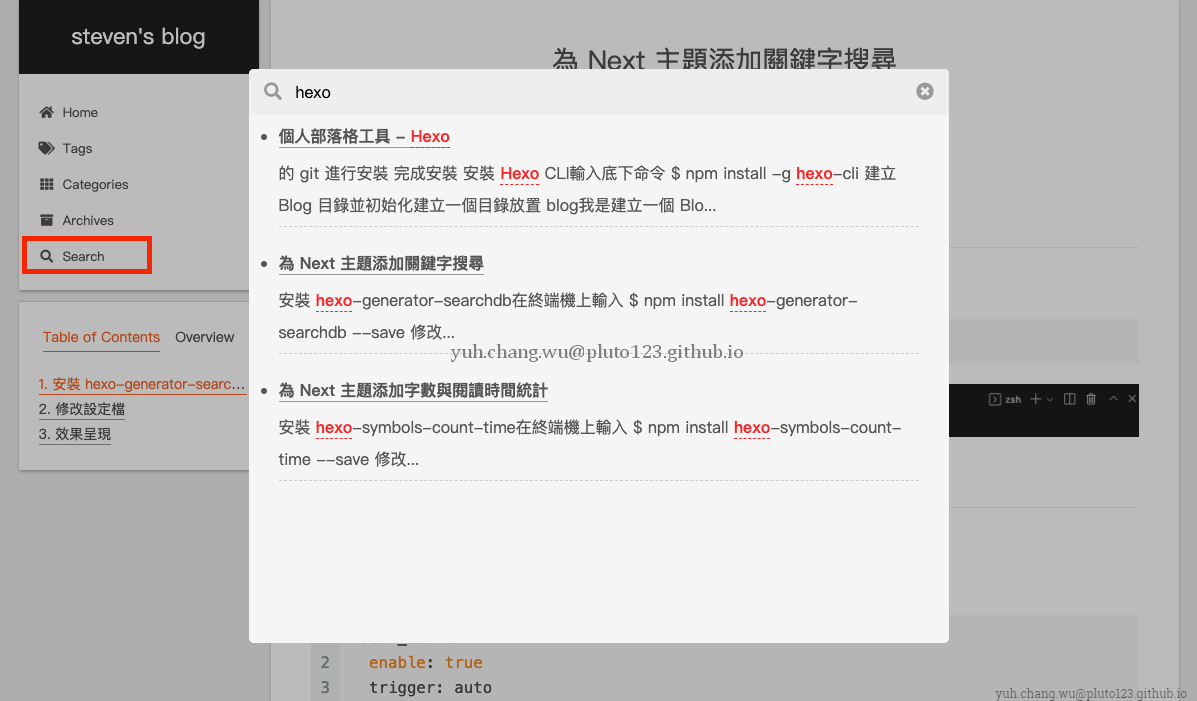 steven's blog
Home
Tags
Categories
Archives
Search
Table of Contents Overview
1. 安裝 hexo-generator-searc...
2. 修改設定檔
3. 效果呈現
為 Next 主題添加關鍵字搜尋
hexo
個人部落格工具 - Hexo
的 git 進行安裝 完成安裝 安裝 Hexo CLI輸入底下命令 $ npm install -g hexo-cli 建立
Blog 目錄並初始化建立一個目錄放置 blog我是建立一個 Blo...
為 Next 主題添加關鍵字搜尋
安裝 hexo-generator-searchdb在終端機上輸入 $ npm install hexo-generator-
searchdb --save 修改...
yuh.chang.wu@pluto123.github.io
為 Next 主題添加字數與閱讀時間統計
安裝 hexo-symbols-count-time在終端機上輸入 $ npm install hexo-symbols-count-
time --save 修改...
zsh
2 enable: true
3 trigger: auto
yuh.chang.wu@pluto123.github.io